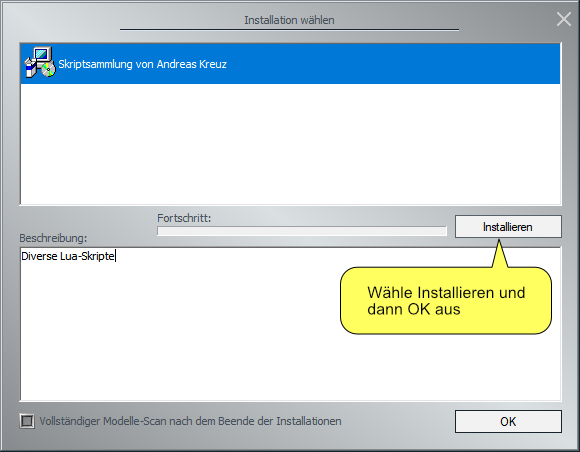 Installation wählen
Skriptsammlung von Andreas Kreuz
Fortschritt:
Installieren
Beschreibung:
Diverse Lua-Skripte
Wähle Installieren und
dann OK aus
Vollständiger Modelle-Scan nach dem Beende der Installationen
OK